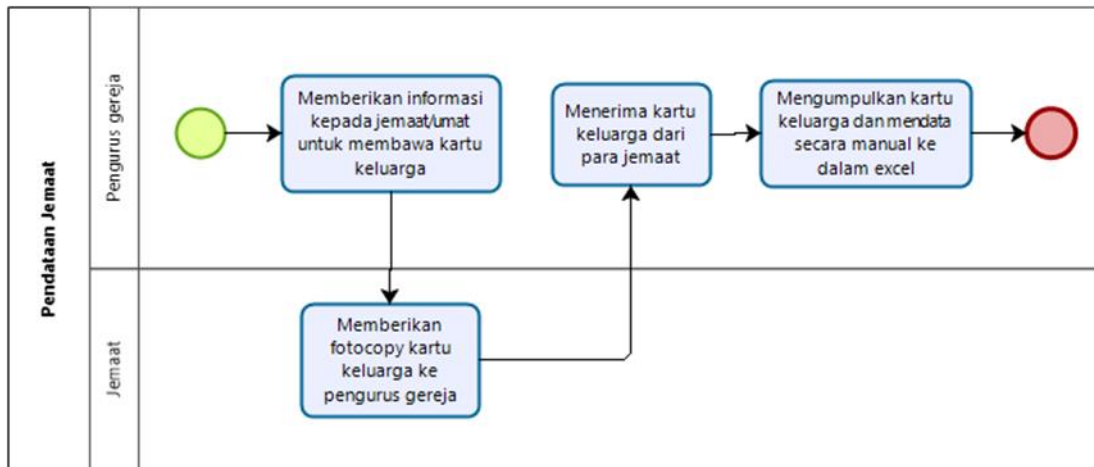 Pendataan Jemaat
Pengurus gereja
Memberikan informasi
kepada jemaat/umat
untuk membawa kartu
keluarga
Menerima kartu
keluarga dari
para jemaat
Mengumpulkan kartu
keluarga dan mendata
secara manual ke
dalam excel
Jemaat
Memberikan
fotocopy kartu
keluarga ke
pengurus gereja